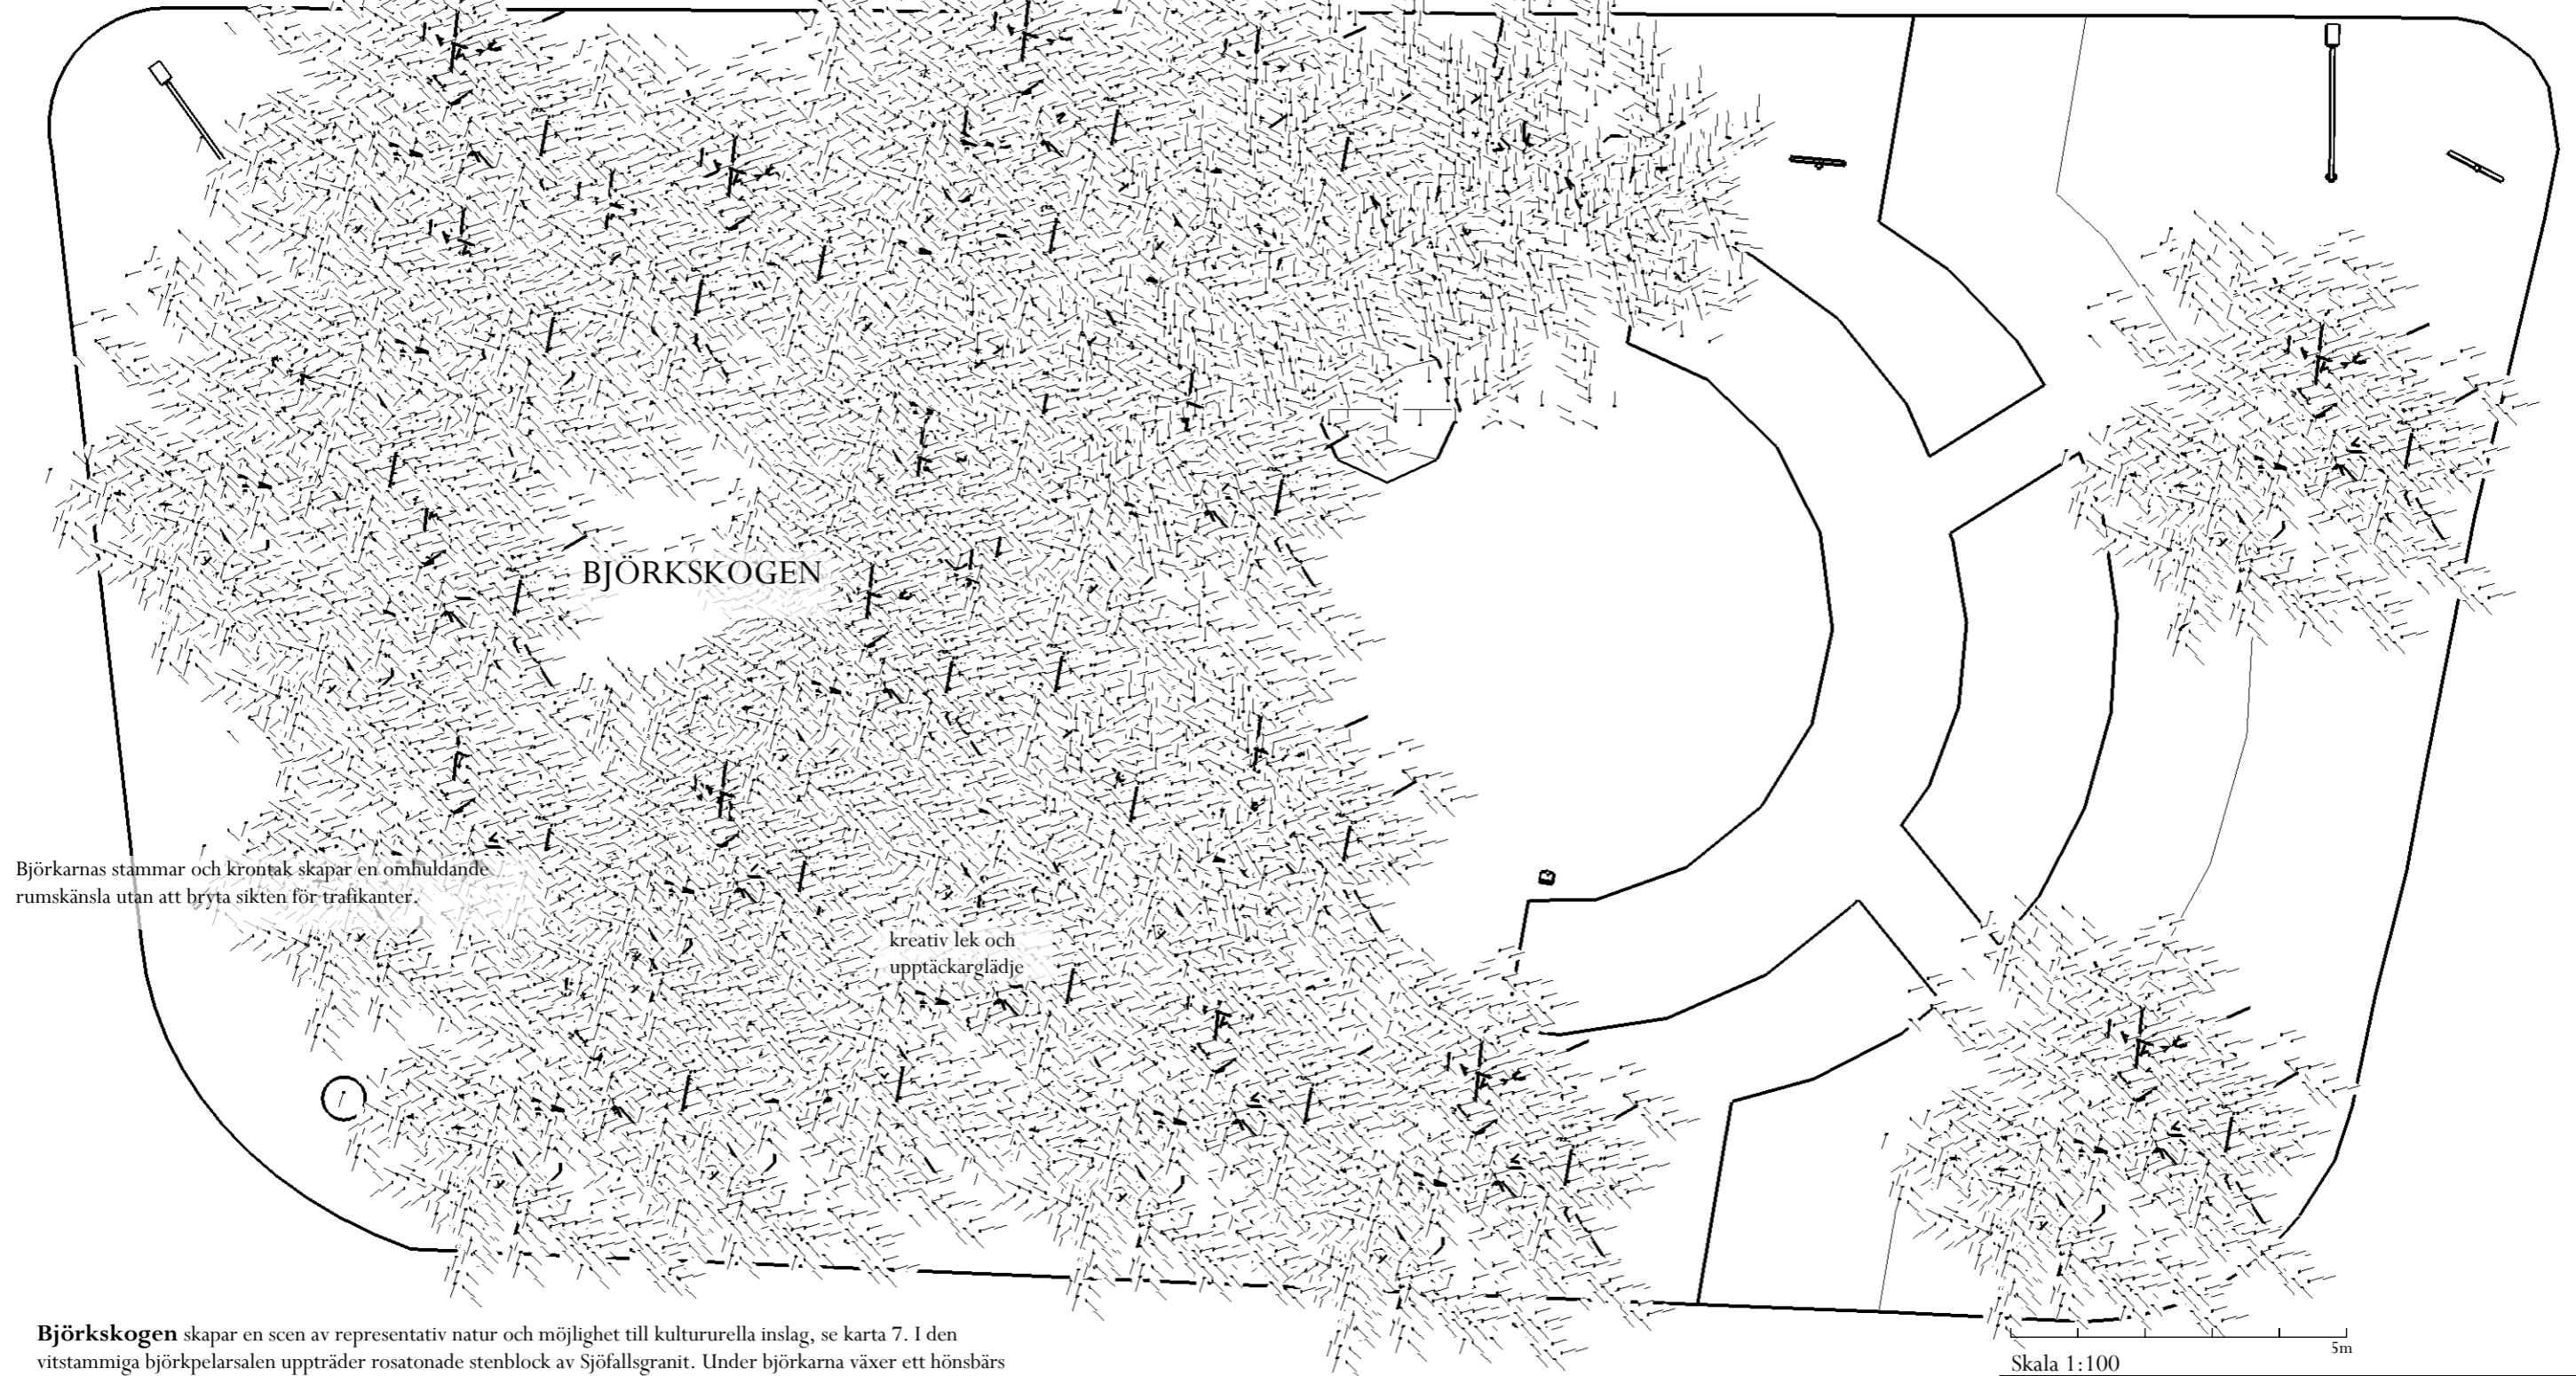 BJÖRKSKOGEN
Björkarnas stammar och krontak skapar en omhuldande
rumskänsla utan att bryta sikten för trafikanter.
kreativ lek och
upptäckarglädje
Björkskogen skapar en scen av representativ natur och möjlighet till kultururella inslag, se karta 7. I den
vitstammiga björkpelarsalen uppträder rosatonade stenblock av Sjöfallsgranit. Under björkarna växer ett hönsbärs
5m
Skala 1:100